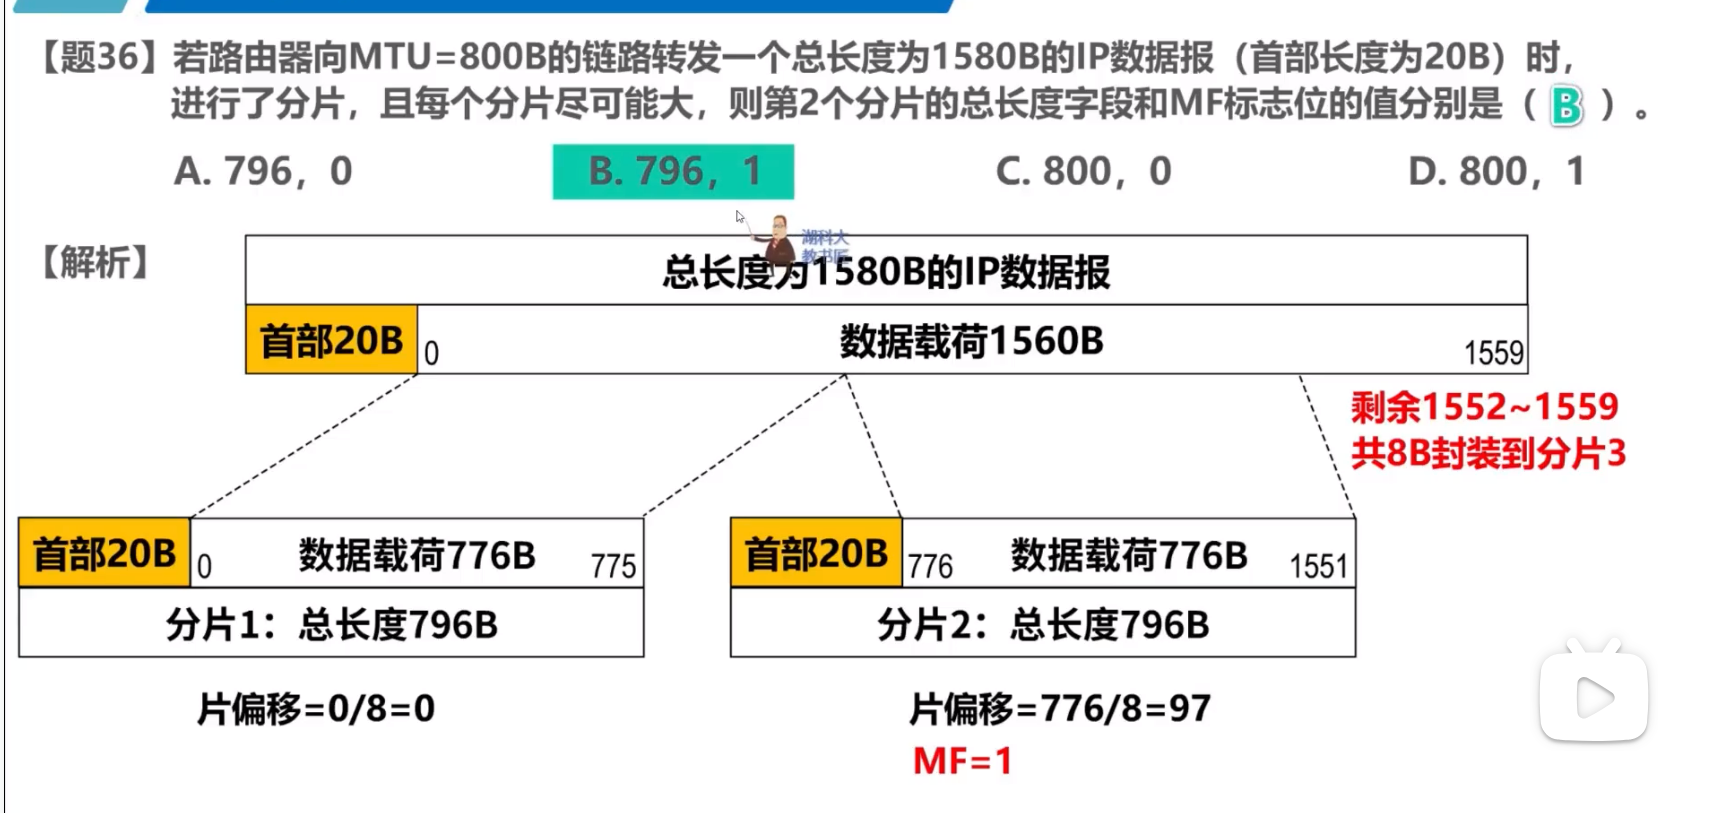 【题36】若路由器向MTU=800B的链路转发一个总长度为1580B的IP数据报（首部长度为20B）时，
进行了分片，且每个分片尽可能大，则第2个分片的总长度字段和MF标志位的值分别是（ B ）。
A. 796，0
B. 796，1
C. 800，0
D. 800，1
【解析】
湖科大
教书匠
总长度为1580B的IP数据报
首部20B
0
数据载荷1560B
1559
剩余1552~1559
共8B封装到分片3
首部20B
0
数据载荷776B
775
首部20B
776
数据载荷776B
1551
分片1：总长度796B
分片2：总长度796B
片偏移=0/8=0
片偏移=776/8=97
MF=1